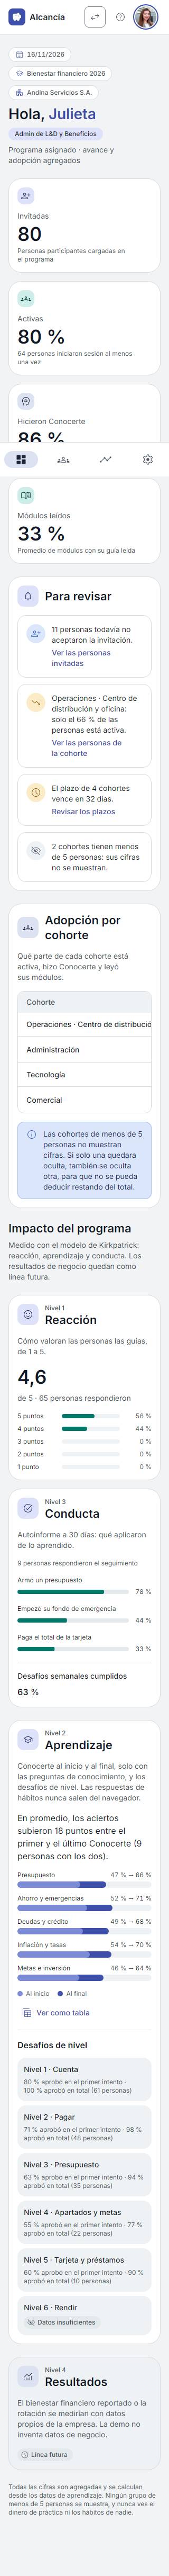 Alcancía
16/11/2026
Bienestar financiero 2026
Andina Servicios S.A.
Hola, Julieta
Admin de L&D y Beneficios
Programa asignado · avance y
adopción agregados
Invitadas
80
Personas participantes cargadas en
el programa
Activas
80 %
64 personas iniciaron sesión al menos
una vez
Hicieron Conocerte
86 %
Módulos leídos
33 %
Promedio de módulos con su guía leída
Para revisar
11 personas todavía no
aceptaron la invitación.
Ver las personas
invitadas
Operaciones · Centro de
distribución y oficina:
solo el 66 % de las
personas está activa.
Ver las personas de
la cohorte
El plazo de 4 cohortes
vence en 32 días.
Revisar los plazos
2 cohortes tienen menos
de 5 personas: sus cifras
no se muestran.
Adopción por
cohorte
Qué parte de cada cohorte está
activa, hizo Conocerte y leyó
sus módulos.
Cohorte
Operaciones · Centro de distribució
Administración
Tecnología
Comercial
Las cohortes de menos de 5
personas no muestran
cifras. Si solo una quedara
oculta, también se oculta
otra, para que no se pueda
deducir restando del total.
Impacto del programa
Medido con el modelo de Kirkpatrick:
reacción, aprendizaje y conducta. Los
resultados de negocio quedan como
línea futura.
Nivel 1
Reacción
Cómo valoran las personas las guías,
de 1 a 5.
4,6
de 5 · 65 personas respondieron
5 puntos 56 %
4 puntos 44 %
3 puntos 0 %
2 puntos 0 %
1 punto 0 %
Nivel 3
Conducta
Autoinforme a 30 días: qué aplicaron
de lo aprendido.
9 personas respondieron el seguimiento
Armó un presupuesto
78 %
Empezó su fondo de emergencia
44 %
Paga el total de la tarjeta
33 %
Desafíos semanales cumplidos
63 %
Nivel 2
Aprendizaje
Conocerte al inicio y al final, solo con
las preguntas de conocimiento, y los
desafíos de nivel. Las respuestas de
hábitos nunca salen del navegador.
En promedio, los aciertos
subieron 18 puntos entre el
primer y el último Conocerte (9
personas con los dos).
Presupuesto 47 % → 66 %
Ahorro y emergencias 52 % → 71 %
Deudas y crédito 49 % → 68 %
Inflación y tasas 54 % → 70 %
Metas e inversión 46 % → 64 %
Al inicio Al final
Ver como tabla
Desafíos de nivel
Nivel 1 · Cuenta
80 % aprobó en el primer intento ·
100 % aprobó en total (61 personas)
Nivel 2 · Pagar
71 % aprobó en el primer intento · 98 %
aprobó en total (48 personas)
Nivel 3 · Presupuesto
63 % aprobó en el primer intento · 94 %
aprobó en total (35 personas)
Nivel 4 · Apartados y metas
55 % aprobó en el primer intento · 77 %
aprobó en total (22 personas)
Nivel 5 · Tarjeta y préstamos
60 % aprobó en el primer intento · 90 %
aprobó en total (10 personas)
Nivel 6 · Rendir
Datos insuficientes
Nivel 4
Resultados
El bienestar financiero reportado o la
rotación se medirían con datos
propios de la empresa. La demo no
inventa datos de negocio.
Línea futura
Todas las cifras son agregadas y se calculan
desde los datos de aprendizaje. Ningún grupo de
menos de 5 personas se muestra, y nunca ves el
dinero de práctica ni los hábitos de nadie.